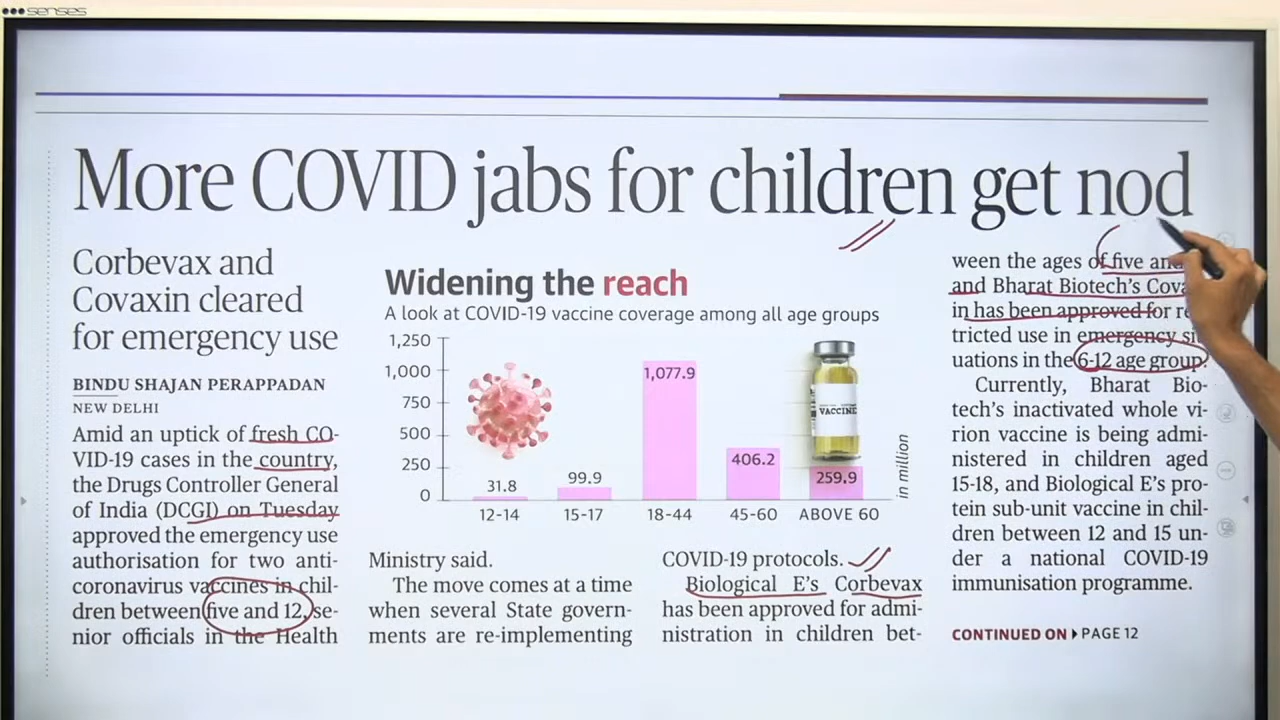 senses
More COVID jabs for children get nod
Corbevax and
Covaxin cleared
for emergency use
BINDU SHAJAN PERAPPADAN
NEW DELHI
Amid an uptick of fresh CO-
VID-19 cases in the country,
the Drugs Controller General
of India (DCGI) on Tuesday
approved the emergency use
authorisation for two anti-
coronavirus vaccines in chil-
dren between five and 12, se-
nior officials in the Health
Widening the reach
A look at COVID-19 vaccine coverage among all age groups
1,250
1,000
750
500
250
0
31.8
99.9
1,077.9
406.2
259.9
VACCINE
in million
12-14 15-17 18-44 45-60 ABOVE 60
Ministry said.
The move comes at a time
when several State govern-
ments are re-implementing
COVID-19 protocols.
Biological E's Corbevax
has been approved for admi-
nistration in children bet-
ween the ages of five an
and Bharat Biotech's Cova
in has been approved for re
tricted use in emergency sit
uations in the 6-12 age group.
Currently, Bharat Bio-
tech's inactivated whole vi-
rion vaccine is being admi-
nistered in children aged
15-18, and Biological E's pro-
tein sub-unit vaccine in chil-
dren between 12 and 15 un-
der a national COVID-19
immunisation programme.
CONTINUED ON PAGE 12